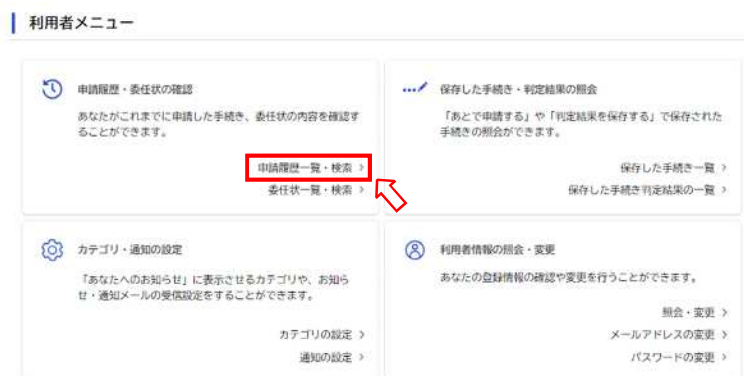 利用者メニュー
申請履歴・委任状の確認
あなたがこれまでに申請した手続き、委任状の内容を確認す
ることができます。
申請履歴一覧・検索 >
委任状一覧・検索 >
保存した手続き・判定結果の照会
「あとで申請する」や「判定結果を保存する」で保存された
手続きの照会ができます。
保存した手続き一覧 >
保存した手続き判定結果の一覧 >
カテゴリ・通知の設定
「あなたへのお知らせ」に表示させるカテゴリや、お知ら
せ・通知メールの受信設定をすることができます。
カテゴリの設定 >
通知の設定 >
利用者情報の照会・変更
あなたの登録情報の確認や変更を行うことができます。
照会・変更 >
メールアドレスの変更 >
パスワードの変更 >